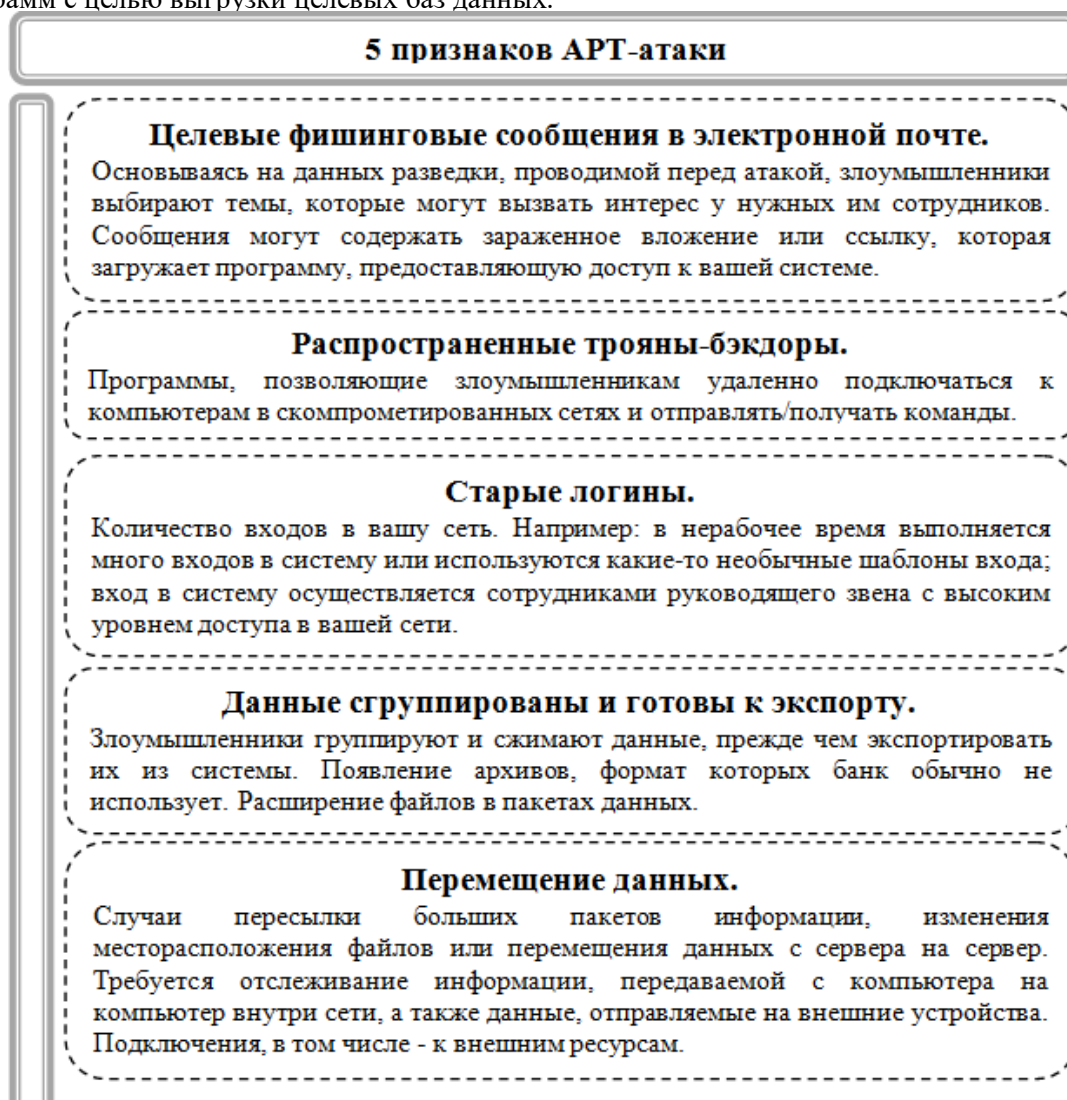 рамм с целью выгрузки целевых баз данных.
5 признаков АРТ-атаки
Целевые фишинговые сообщения в электронной почте.
Основываясь на данных разведки, проводимой перед атакой, злоумышленники
выбирают темы, которые могут вызвать интерес у нужных им сотрудников.
Сообщения могут содержать зараженное вложение или ссылку, которая
загружает программу, предоставляющую доступ к вашей системе.
Распространенные трояны-бэкдоры.
Программы, позволяющие злоумышленникам удаленно подключаться к
компьютерам в скомпрометированных сетях и отправлять/получать команды.
Старые логины.
Количество входов в вашу сеть. Например: в нерабочее время выполняется
много входов в систему или используются какие-то необычные шаблоны входа;
вход в систему осуществляется сотрудниками руководящего звена с высоким
уровнем доступа в вашей сети.
Данные сгруппированы и готовы к экспорту.
Злоумышленники группируют и сжимают данные, прежде чем экспортировать
их из системы. Появление архивов, формат которых банк обычно не
использует. Расширение файлов в пакетах данных.
Перемещение данных.
Случаи пересылки больших пакетов информации, изменения
месторасположения файлов или перемещения данных с сервера на сервер.
Требуется отслеживание информации, передаваемой с компьютера на
компьютер внутри сети, а также данные, отправляемые на внешние устройства.
Подключения, в том числе - к внешним ресурсам.